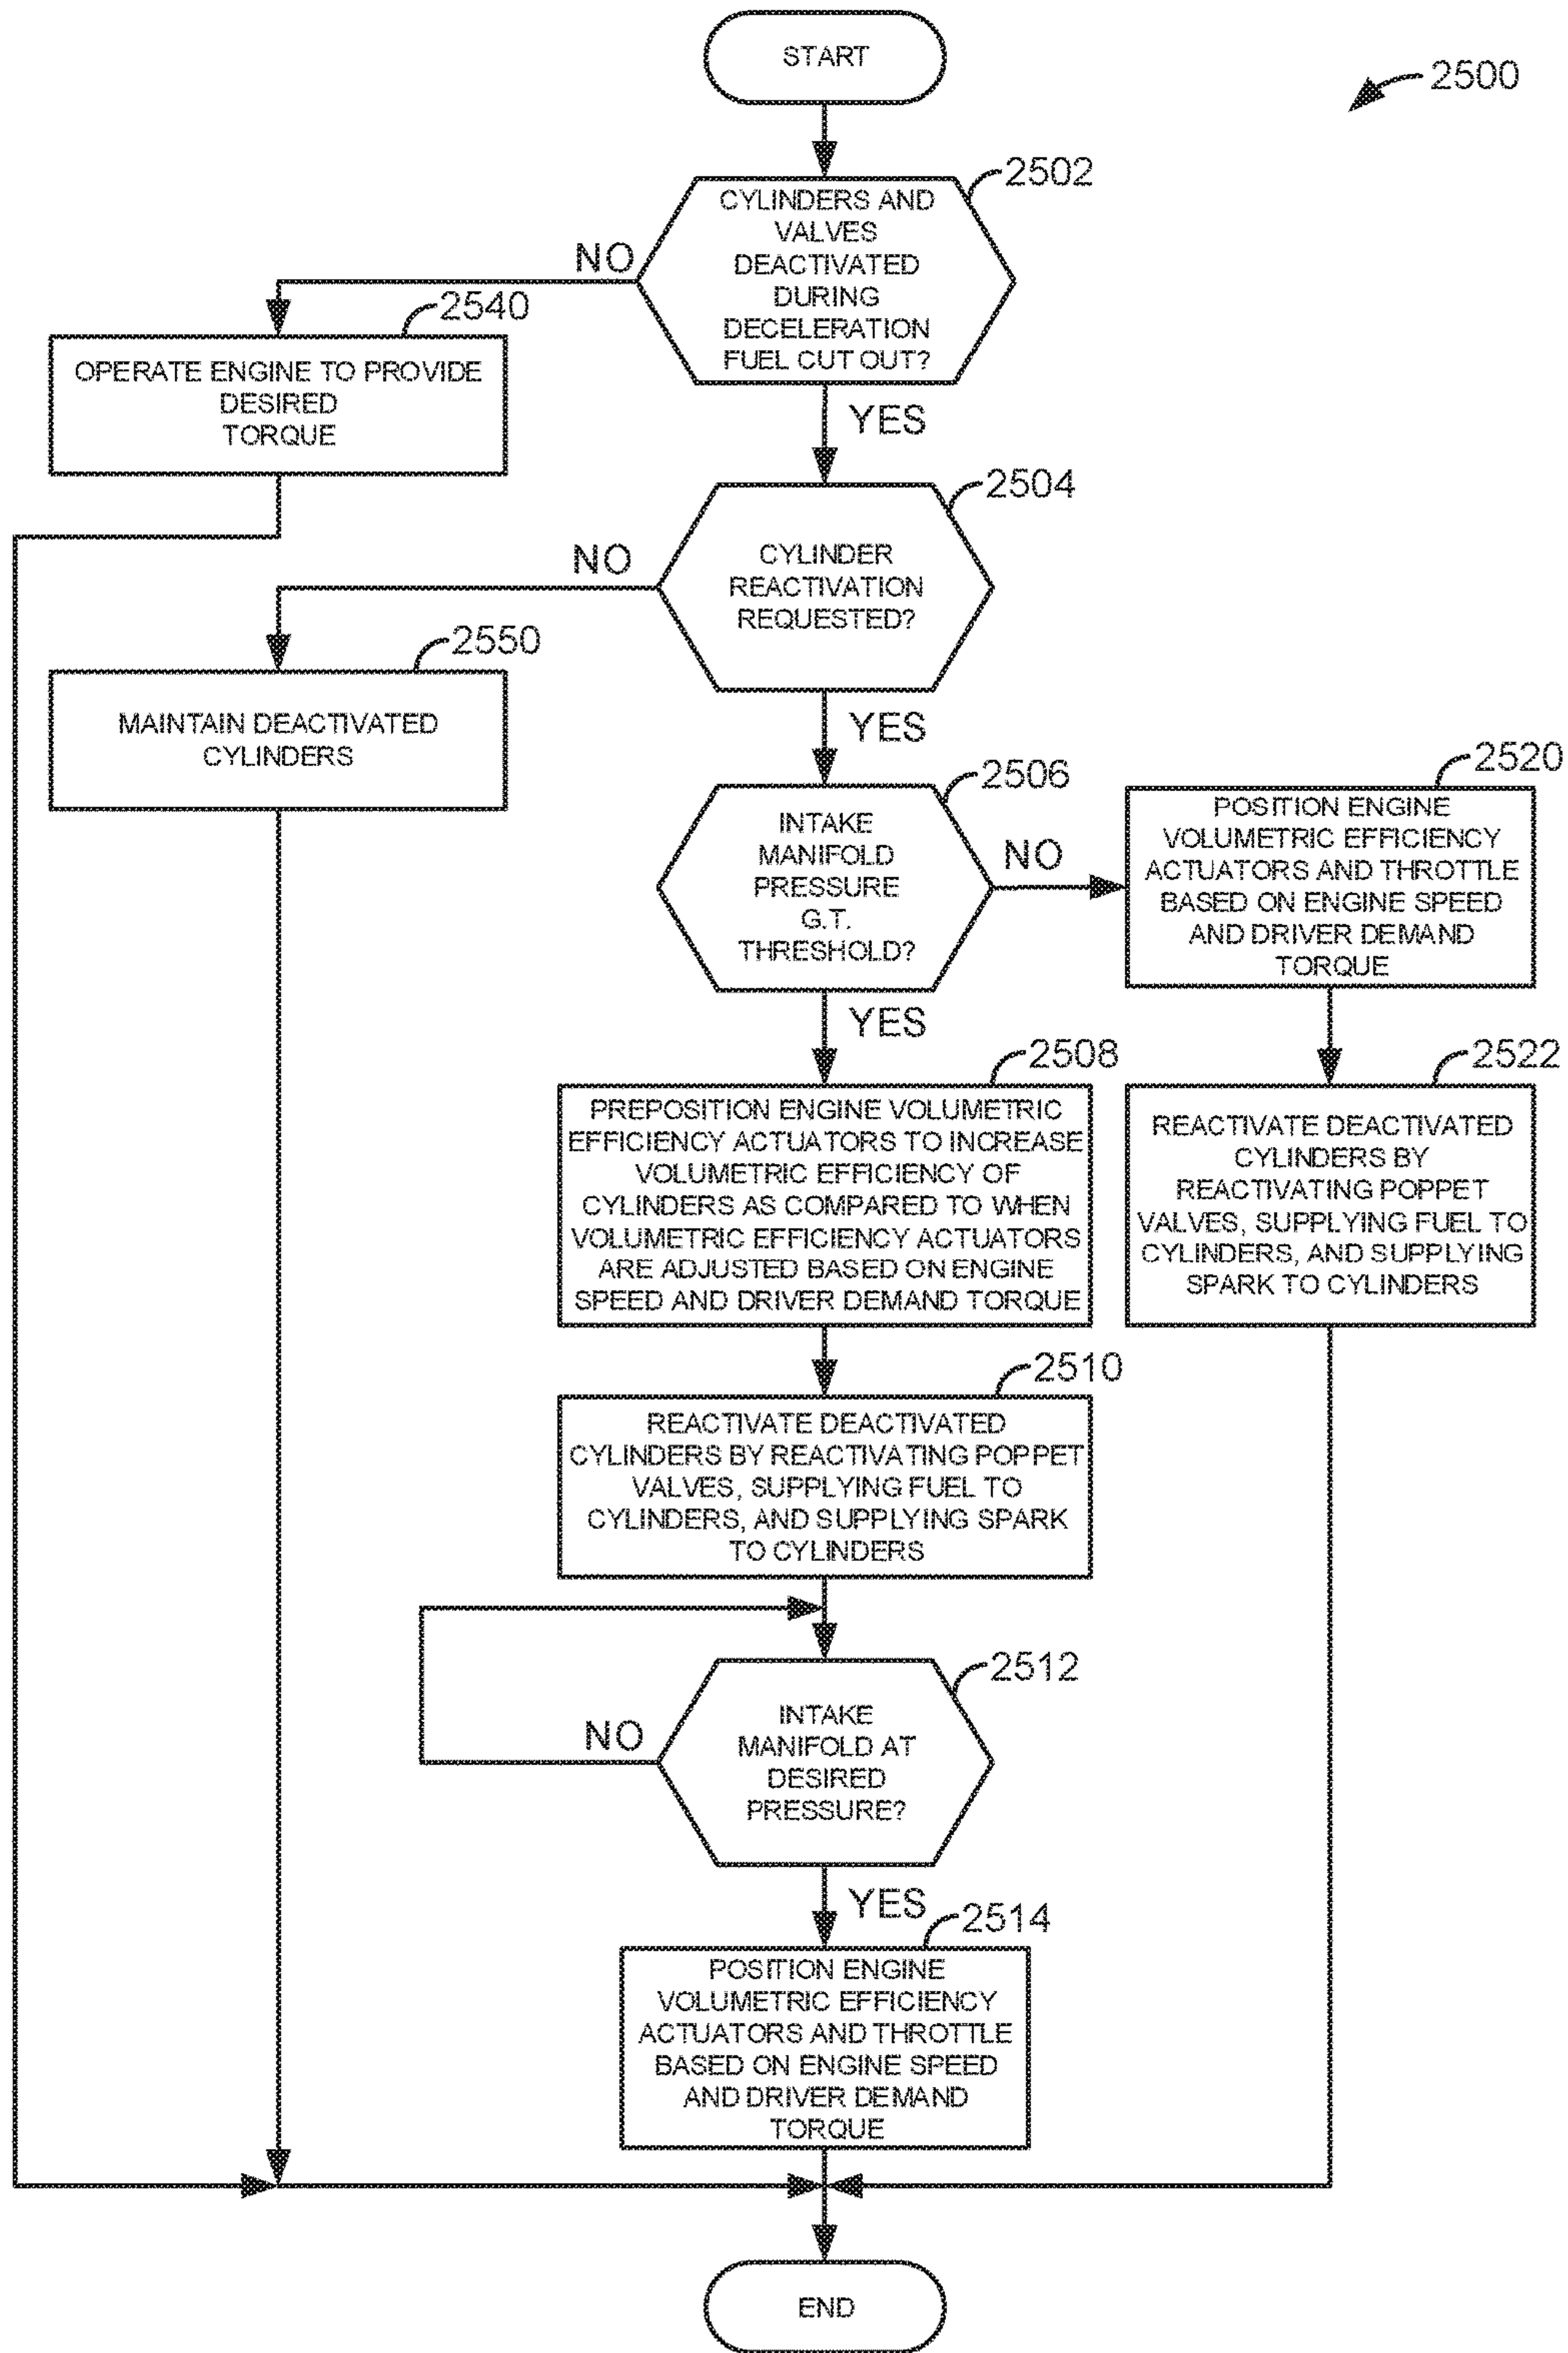 START
2500
2502
CYLINDERS AND
VALVES
DEACTIVATED
DURING
DECELERATION
FUEL CUT OUT?
NO
YES
2540
OPERATE ENGINE TO PROVIDE
DESIRED
TORQUE
2504
CYLINDER
REACTIVATION
REQUESTED?
NO
YES
2550
MAINTAIN DEACTIVATED
CYLINDERS
2506
INTAKE
MANIFOLD
PRESSURE
G.T.
THRESHOLD?
NO
YES
2520
POSITION ENGINE
VOLUMETRIC EFFICIENCY
ACTUATORS AND THROTTLE
BASED ON ENGINE SPEED
AND DRIVER DEMAND
TORQUE
2508
PREPOSITION ENGINE VOLUMETRIC
EFFICIENCY ACTUATORS TO INCREASE
VOLUMETRIC EFFICIENCY OF
CYLINDERS AS COMPARED TO WHEN
VOLUMETRIC EFFICIENCY ACTUATORS
ARE ADJUSTED BASED ON ENGINE
SPEED AND DRIVER DEMAND TORQUE
2522
REACTIVATE DEACTIVATED
CYLINDERS BY
REACTIVATING POPPET
VALVES, SUPPLYING FUEL TO
CYLINDERS, AND SUPPLYING
SPARK TO CYLINDERS
2510
REACTIVATE DEACTIVATED
CYLINDERS BY REACTIVATING POPPET
VALVES, SUPPLYING FUEL TO
CYLINDERS, AND SUPPLYING SPARK
TO CYLINDERS
2512
INTAKE
MANIFOLD AT
DESIRED
PRESSURE?
NO
YES
2514
POSITION ENGINE
VOLUMETRIC EFFICIENCY
ACTUATORS AND THROTTLE
BASED ON ENGINE SPEED
AND DRIVER DEMAND
TORQUE
END